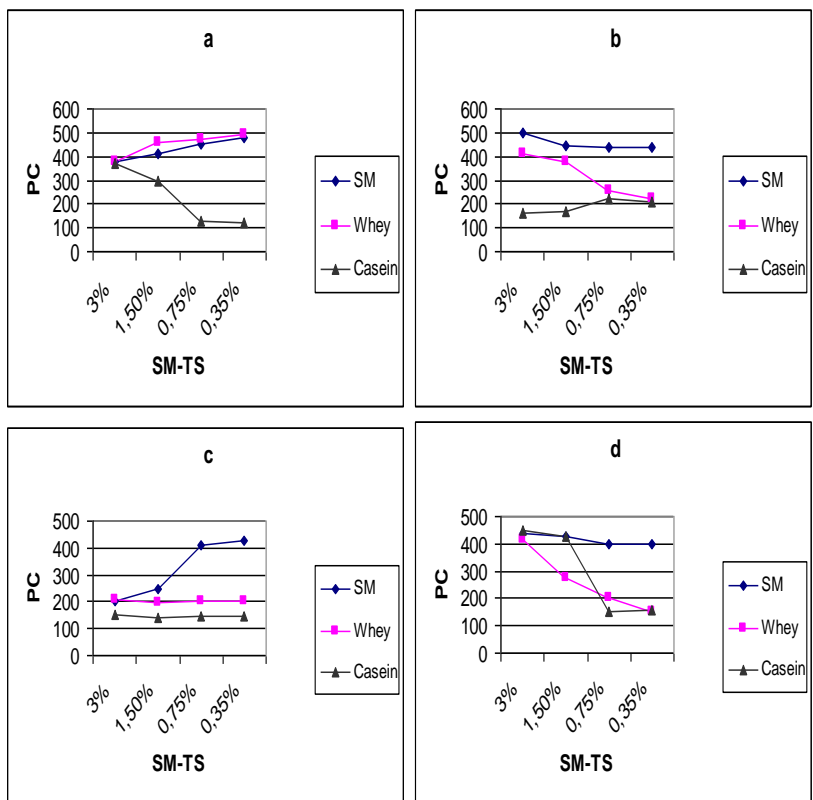 a
600
500
400
300
200
100
0
PC
3%
1,50%
0,75%
0,35%
SM-TS
SM
Whey
Casein
b
600
500
400
300
200
100
0
PC
3%
1,50%
0,75%
0,35%
SM-TS
SM
Whey
Casein
c
500
400
300
200
100
0
PC
3%
1,50%
0,75%
0,35%
SM-TS
SM
Whey
Casein
d
500
400
300
200
100
0
PC
3%
1,50%
0,75%
0,35%
SM-TS
SM
Whey
Casein